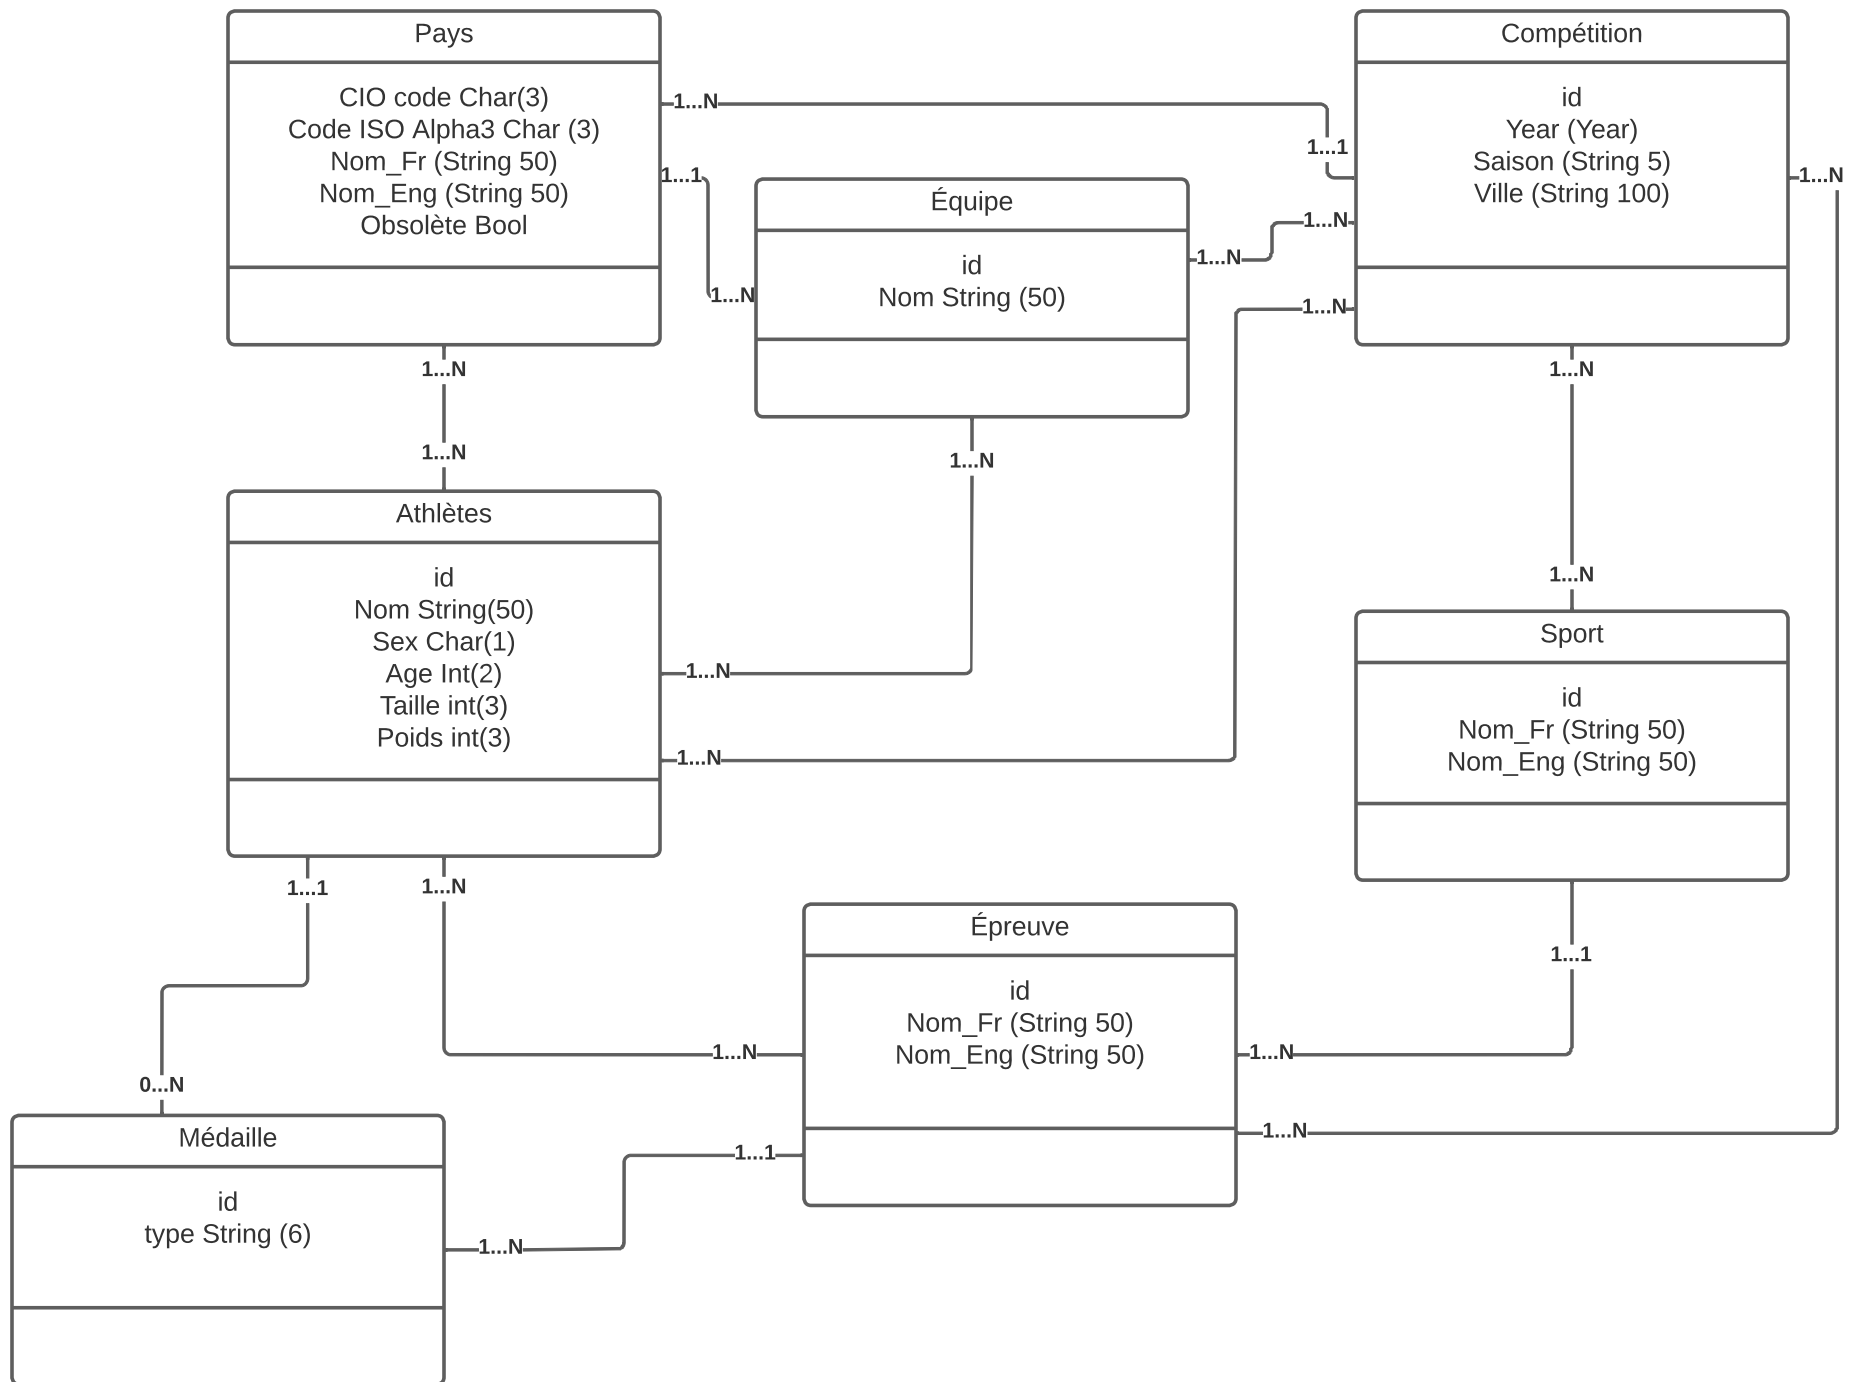 Pays
CIO code Char(3)
Code ISO Alpha3 Char (3)
Nom_Fr (String 50)
Nom_Eng (String 50)
Obsolète Bool
1...N
1...1
1...1
1...N
Équipe
id
Nom String (50)
1...N
1...N
Compétition
id
Year (Year)
Saison (String 5)
Ville (String 100)
1...N
1...N
1...N
1...N
1...N
1...N
Athlètes
id
Nom String(50)
Sex Char(1)
Age Int(2)
Taille int(3)
Poids int(3)
1...N
1...N
1...N
Sport
id
Nom_Fr (String 50)
Nom_Eng (String 50)
1...1
1...N
1...1
Épreuve
id
Nom_Fr (String 50)
Nom_Eng (String 50)
1...N
1...N
1...N
1...1
0...N
Médaille
id
type String (6)
1...N